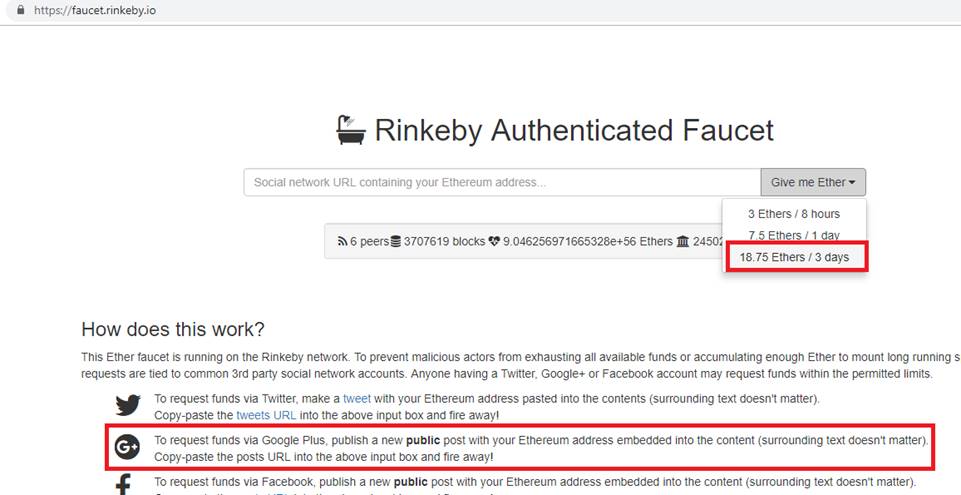 https://faucet.rinkeby.io
Rinkeby Authenticated Faucet
Social network URL containing your Ethereum address...
Give me Ether
3 Ethers / 8 hours
7.5 Ethers / 1 day
18.75 Ethers / 3 days
6 peers 3707619 blocks 9.046256971665328e+56 Ethers 24502
How does this work?
This Ether faucet is running on the Rinkeby network. To prevent malicious actors from exhausting all available funds or accumulating enough Ether to mount long running
requests are tied to common 3rd party social network accounts. Anyone having a Twitter, Google+ or Facebook account may request funds within the permitted limits.
To request funds via Twitter, make a tweet with your Ethereum address pasted into the contents (surrounding text doesn't matter).
Copy-paste the tweets URL into the above input box and fire away!
G+
To request funds via Google Plus, publish a new public post with your Ethereum address embedded into the content (surrounding text doesn't matter).
Copy-paste the posts URL into the above input box and fire away!
To request funds via Facebook, publish a new public post with your Ethereum address embedded into the content (surrounding text doesn't matter).